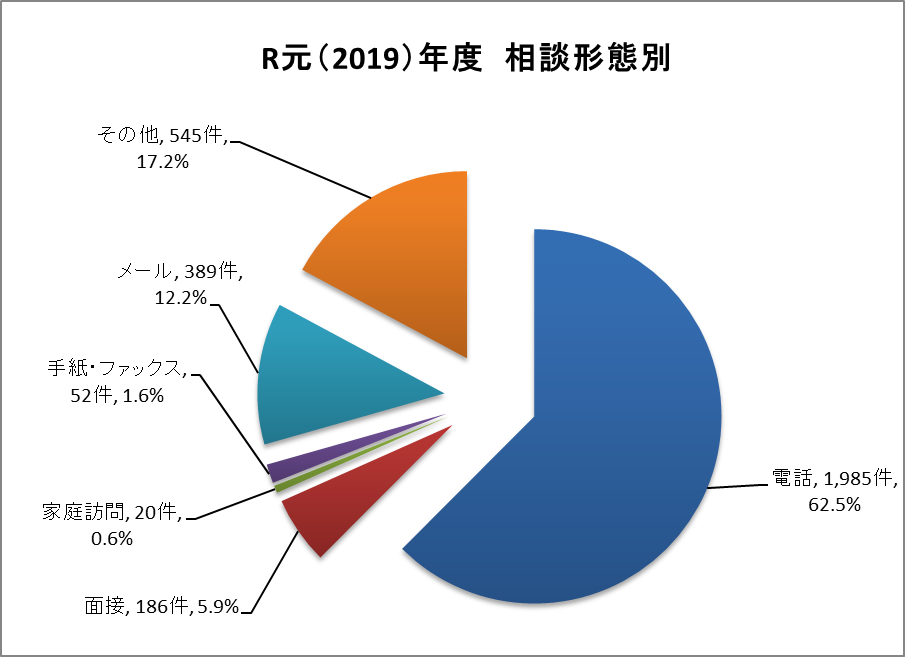 R元（2019）年度　相談形態別
その他, 545件,
17.2%
メール, 389件,
12.2%
手紙・ファックス,
52件, 1.6%
家庭訪問, 20件,
0.6%
面接, 186件, 5.9%
電話, 1,985件,
62.5%